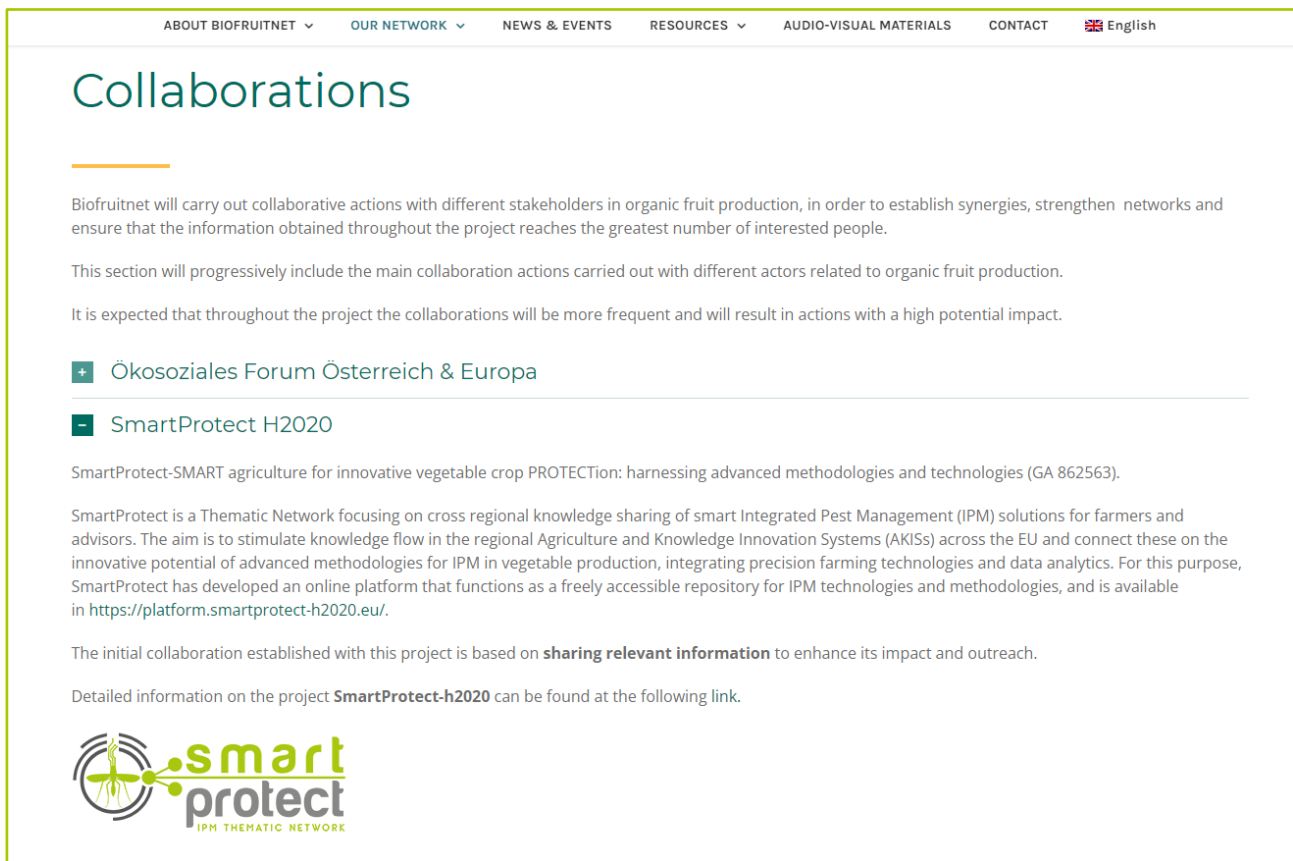 ABOUT BIOFRUITNET OUR NETWORK NEWS & EVENTS RESOURCES AUDIO-VISUAL MATERIALS CONTACT English
Collaborations
Biofruitnet will carry out collaborative actions with different stakeholders in organic fruit production, in order to establish synergies, strengthen networks and
ensure that the information obtained throughout the project reaches the greatest number of interested people.
This section will progressively include the main collaboration actions carried out with different actors related to organic fruit production.
It is expected that throughout the project the collaborations will be more frequent and will result in actions with a high potential impact.
+ Ökosoziales Forum Österreich & Europa
- SmartProtect H2020
SmartProtect-SMART agriculture for innovative vegetable crop PROTECTion: harnessing advanced methodologies and technologies (GA 862563).
SmartProtect is a Thematic Network focusing on cross regional knowledge sharing of smart Integrated Pest Management (IPM) solutions for farmers and
advisors. The aim is to stimulate knowledge flow in the regional Agriculture and Knowledge Innovation Systems (AKISs) across the EU and connect these on the
innovative potential of advanced methodologies for IPM in vegetable production, integrating precision farming technologies and data analytics. For this purpose,
SmartProtect has developed an online platform that functions as a freely accessible repository for IPM technologies and methodologies, and is available
in https://platform.smartprotect-h2020.eu/.
The initial collaboration established with this project is based on sharing relevant information to enhance its impact and outreach.
Detailed information on the project SmartProtect-h2020 can be found at the following link.
smart
protect
IPM THEMATIC NETWORK